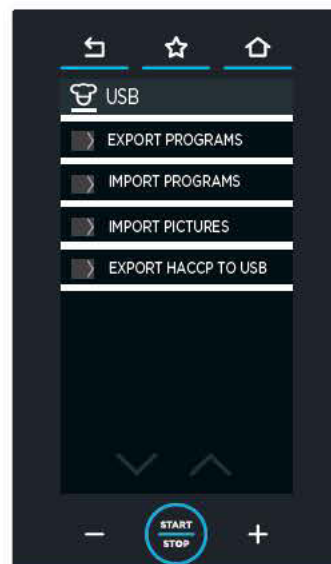 USB
EXPORT PROGRAMS
IMPORT PROGRAMS
IMPORT PICTURES
EXPORT HACCP TO USB
START
STOP